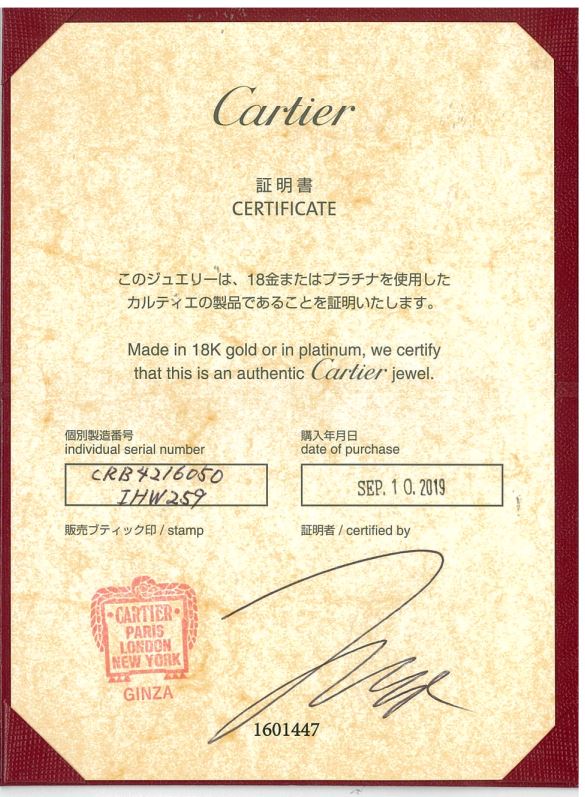 Cartier
証明書
CERTIFICATE
このジュエリーは、18金またはプラチナを使用した
カルティエの製品であることを証明いたします。
Made in 18K gold or in platinum, we certify
that this is an authentic Cartier jewel.
個別製造番号
individual serial number
CRB4216050
IHW259
購入年月日
date of purchase
SEP. 10. 2019
販売ブティック印 / stamp
証明者 / certified by
CARTIER
PARIS
LONDON
NEW YORK
GINZA
1601447